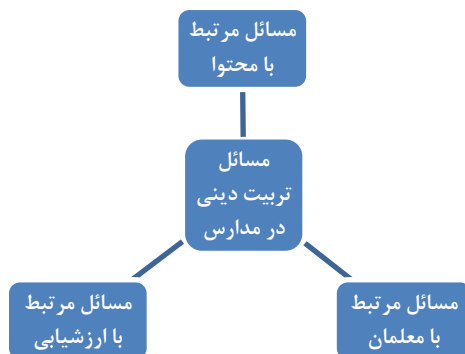 مسائل مرتبط
با محتوا
مسائل
تربیت دینی
در مدارس
مسائل مرتبط
با معلمان
مسائل مرتبط
با ارزشیابی